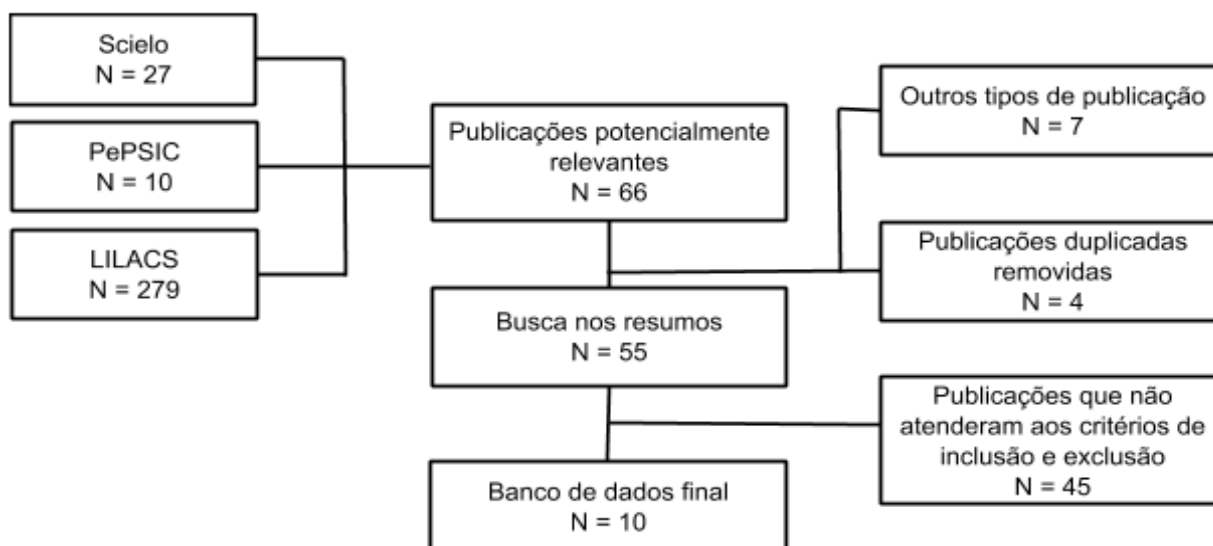 Scielo
N = 27
PePSIC
N = 10
LILACS
N = 279
Publicações potencialmente
relevantes
N = 66
Busca nos resumos
N = 55
Banco de dados final
N = 10
Outros tipos de publicação
N = 7
Publicações duplicadas
removidas
N = 4
Publicações que não
atenderam aos critérios de
inclusão e exclusão
N = 45